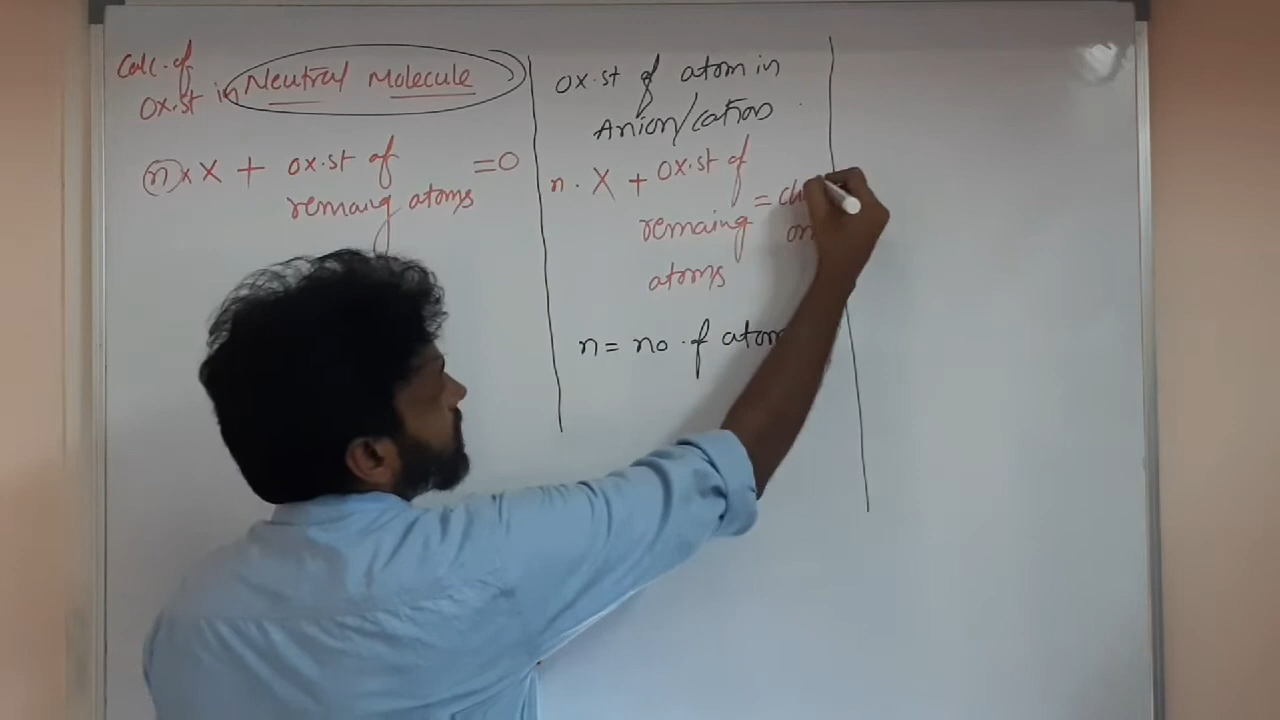 Calc. of
ox.st in Neutral Molecule
n x X + ox.st of
remaing atoms = 0
ox.st of atom in
Anion/cation
n . X + ox.st of
remaing =
atoms
n = no. f atom